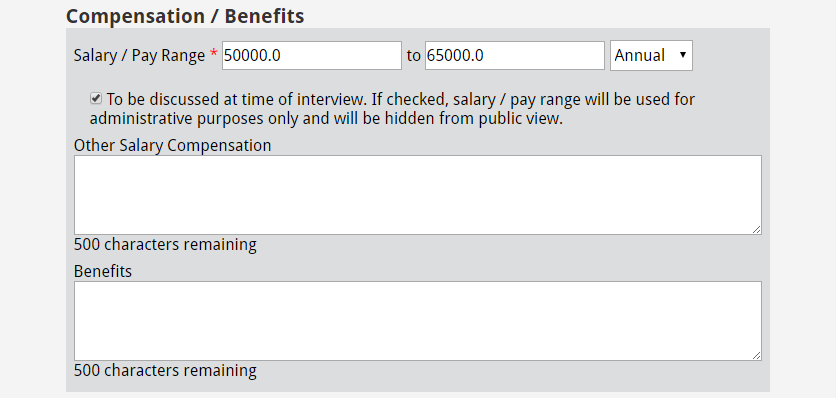 Compensation / Benefits
Salary / Pay Range * 50000.0 to 65000.0 Annual
To be discussed at time of interview. If checked, salary / pay range will be used for
administrative purposes only and will be hidden from public view.
Other Salary Compensation
500 characters remaining
Benefits
500 characters remaining